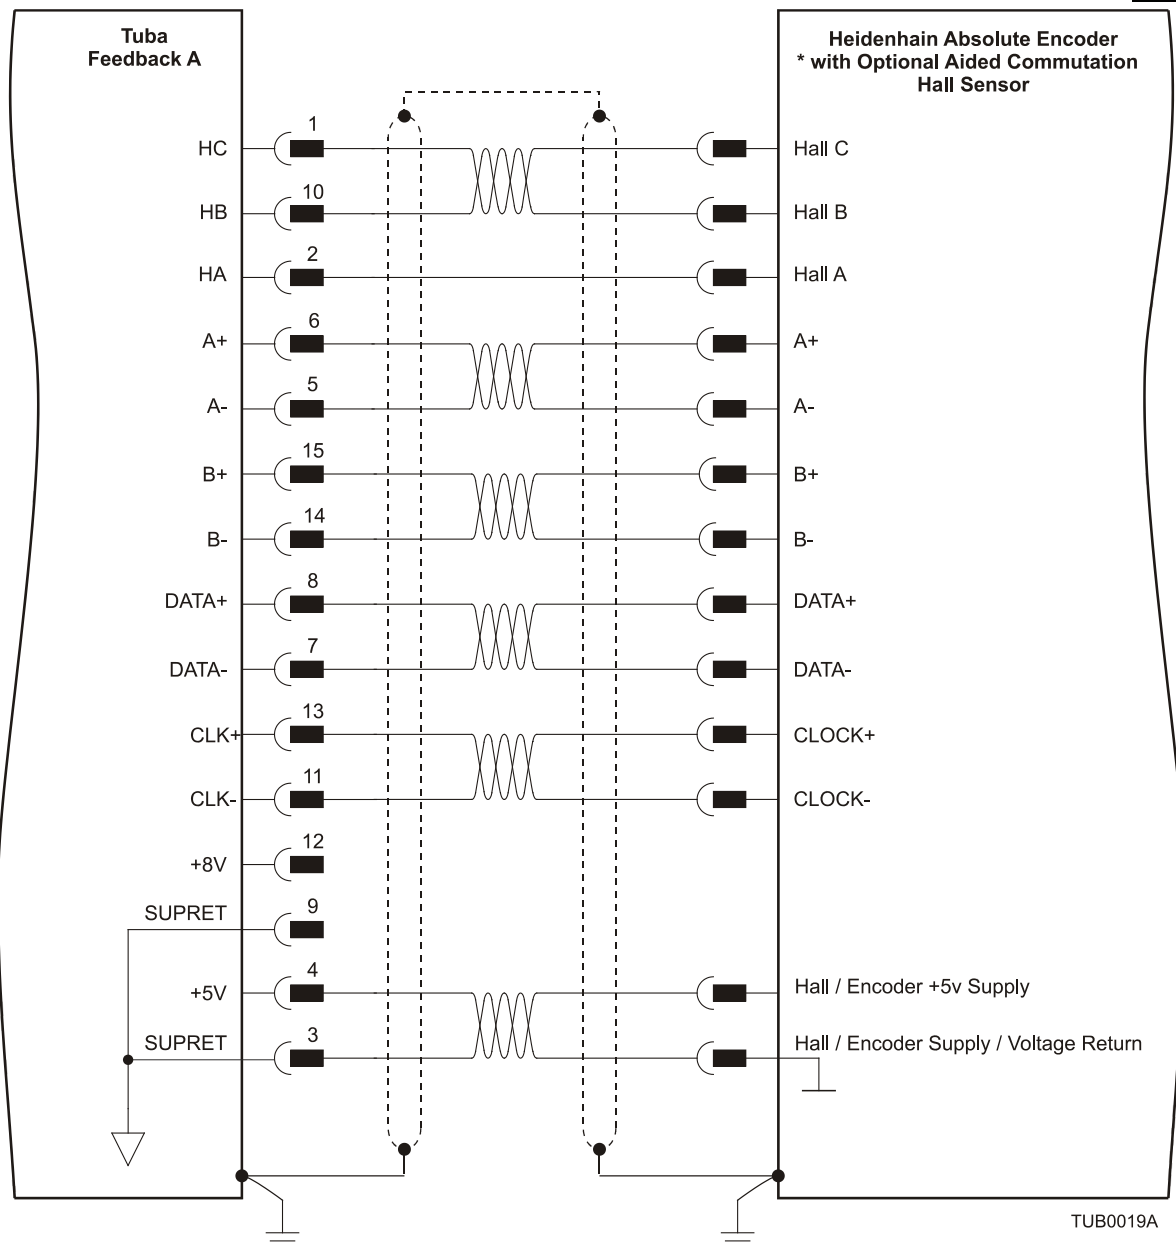 Tuba
Feedback A
Heidenhain Absolute Encoder
* with Optional Aided Commutation
Hall Sensor
HC 1 Hall C
HB 10 Hall B
HA 2 Hall A
A+ 6 A+
A- 5 A-
B+ 15 B+
B- 14 B-
DATA+ 8 DATA+
DATA- 7 DATA-
CLK+ 13 CLOCK+
CLK- 11 CLOCK-
+8V 12
SUPRET 9
+5V 4 Hall / Encoder +5v Supply
SUPRET 3 Hall / Encoder Supply / Voltage Return
TUB0019A